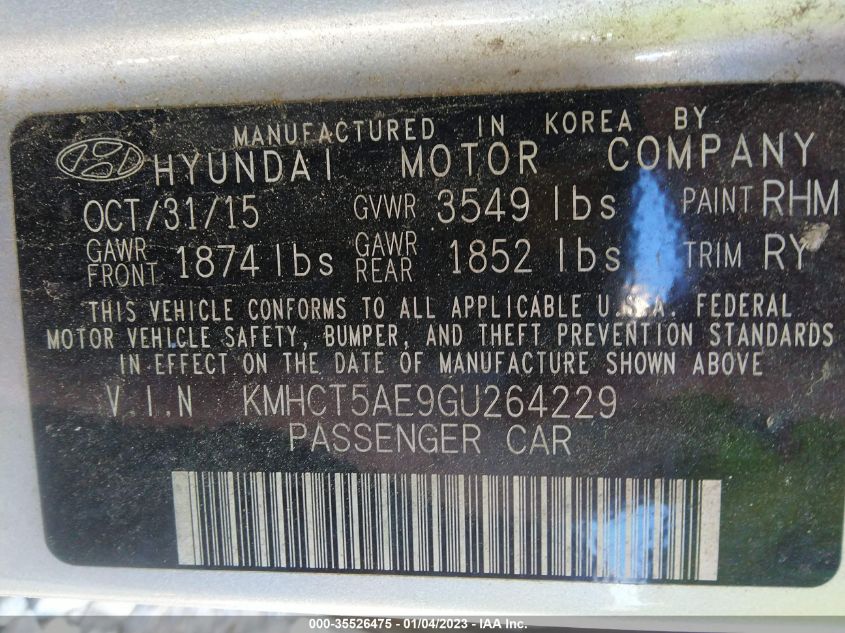 MANUFACTURED IN KOREA BY
HYUNDAI MOTOR COMPANY
OCT/31/15 GVWR 3549 lbs PAINT RHM
GAWR FRONT 1874 lbs GAWR REAR 1852 lbs TRIM RY
THIS VEHICLE CONFORMS TO ALL APPLICABLE U.S.A. FEDERAL
MOTOR VEHICLE SAFETY, BUMPER, AND THEFT PREVENTION STANDARDS
IN EFFECT ON THE DATE OF MANUFACTURE SHOWN ABOVE
V.I.N KMHCT5AE9GU264229
PASSENGER CAR
000-35526475 - 01/04/2023 - IAA Inc.